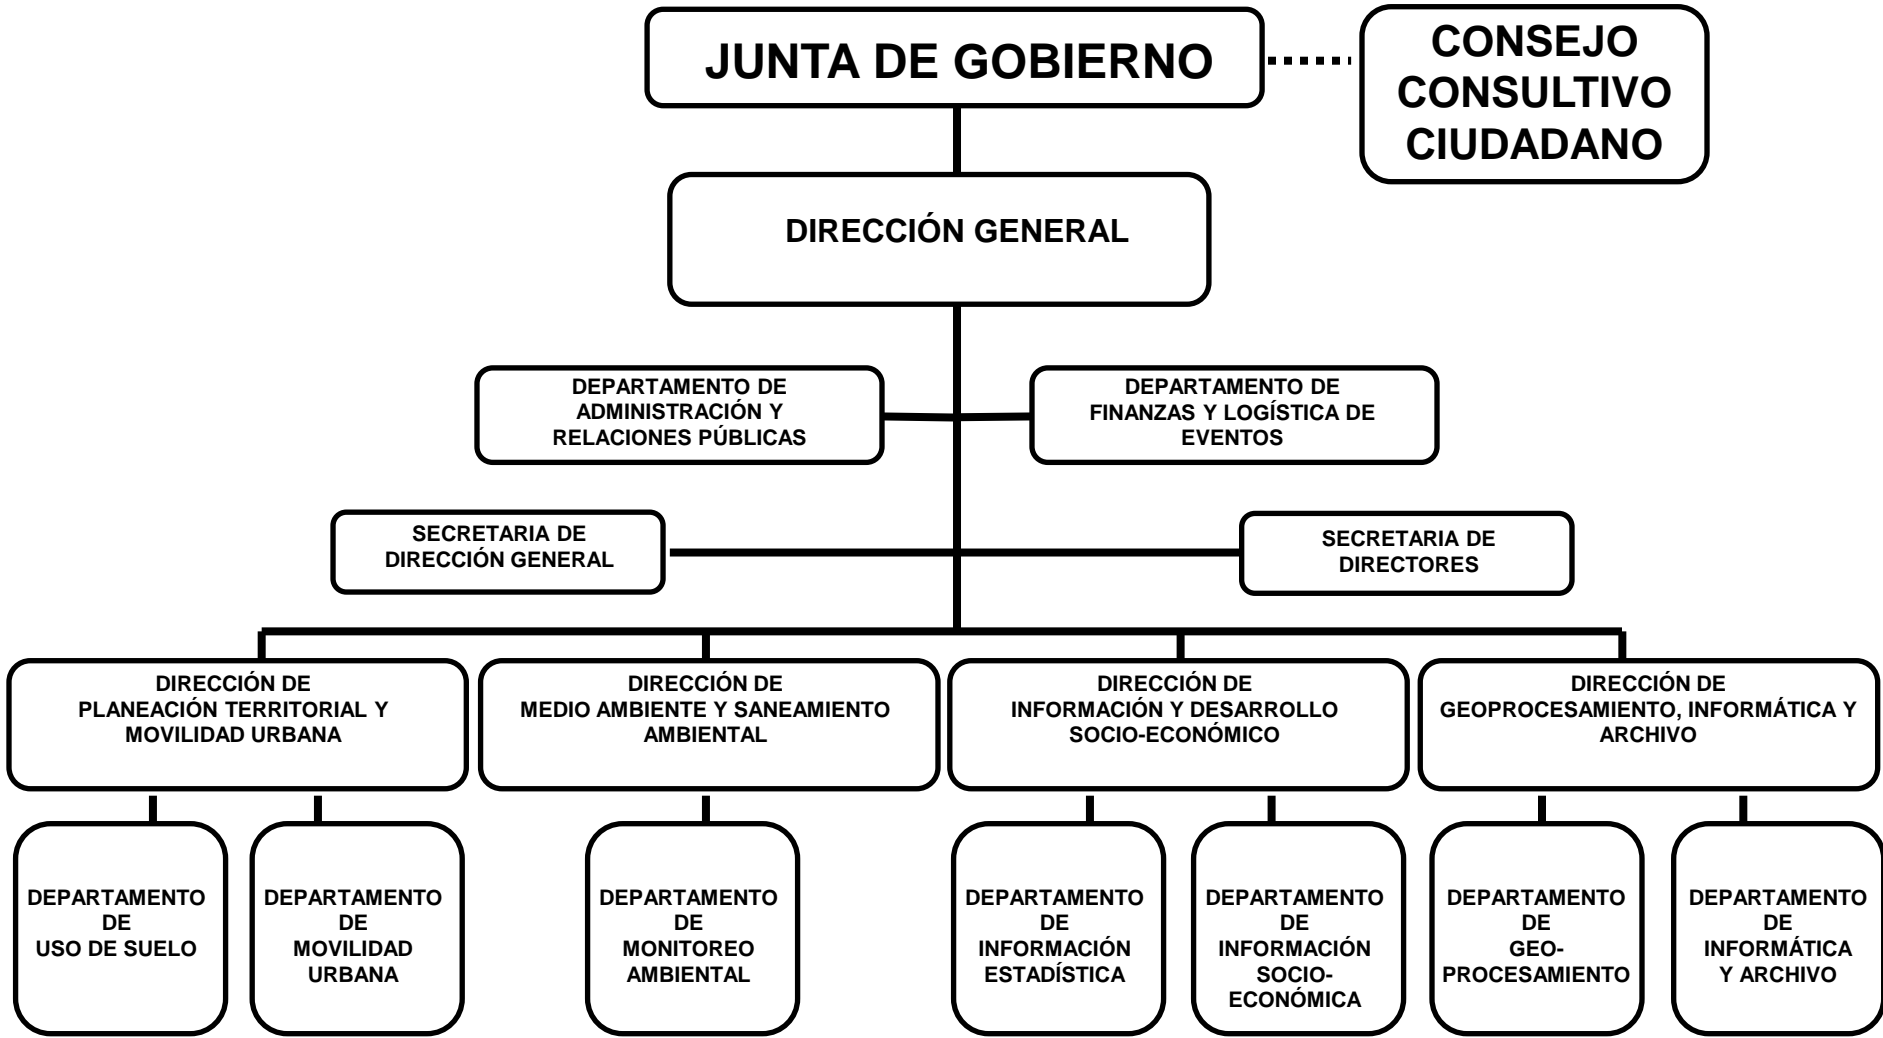 JUNTA DE GOBIERNO
CONSEJO
CONSULTIVO
CIUDADANO
DIRECCIÓN GENERAL
DEPARTAMENTO DE
ADMINISTRACIÓN Y
RELACIONES PÚBLICAS
DEPARTAMENTO DE
FINANZAS Y LOGÍSTICA DE
EVENTOS
SECRETARIA DE
DIRECCIÓN GENERAL
SECRETARIA DE
DIRECTORES
DIRECCIÓN DE
PLANEACIÓN TERRITORIAL Y
MOVILIDAD URBANA
DIRECCIÓN DE
MEDIO AMBIENTE Y SANEAMIENTO
AMBIENTAL
DIRECCIÓN DE
INFORMACIÓN Y DESARROLLO
SOCIO-ECONÓMICO
DIRECCIÓN DE
GEOPROCESAMIENTO, INFORMÁTICA Y
ARCHIVO
DEPARTAMENTO
DE
USO DE SUELO
DEPARTAMENTO
DE
MOVILIDAD
URBANA
DEPARTAMENTO
DE
MONITOREO
AMBIENTAL
DEPARTAMENTO
DE
INFORMACIÓN
ESTADÍSTICA
DEPARTAMENTO
DE
INFORMACIÓN
SOCIO-
ECONÓMICA
DEPARTAMENTO
DE
GEO-
PROCESAMIENTO
DEPARTAMENTO
DE
INFORMÁTICA
Y ARCHIVO